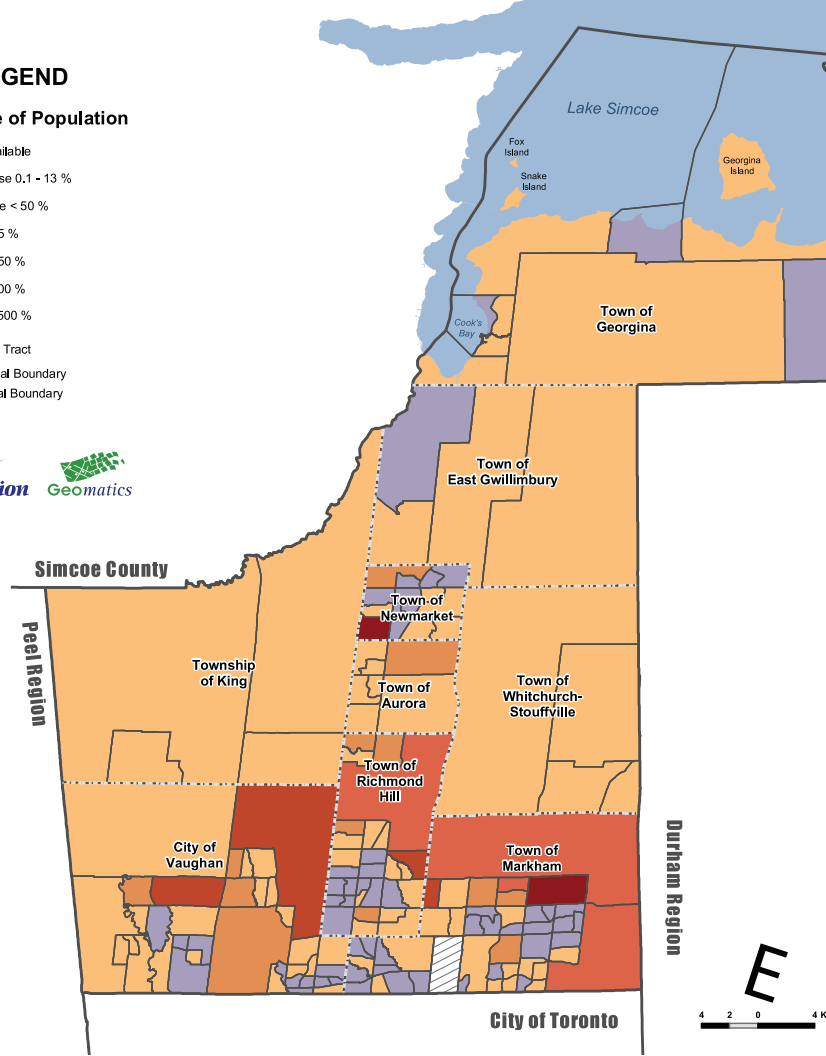 GEND
e of Population
ilable
se 0.1 - 13 %
e < 50 %
5 %
50 %
00 %
500 %
Tract
al Boundary
al Boundary
ion
Geomatics
Lake Simcoe
Fox
Island
Snake
Island
Georgina
Island
Cook's
Bay
Town of
Georgina
Town of
East Gwillimbury
Simcoe County
Peel Region
Town of
Newmarket
Township
of King
Town of
Aurora
Town of
Whitchurch-
Stouffville
Town of
Richmond
Hill
City of
Vaughan
Town of
Markham
Durham Region
City of Toronto
E
4 2 0 4 K